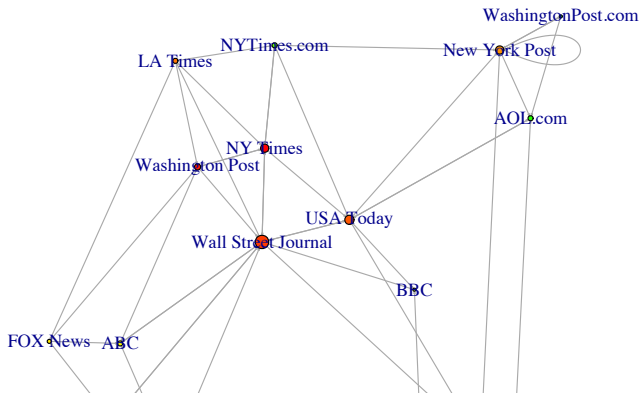 WashingtonPost.com
NYTimes.com
New York Post
LA Times
AOL.com
NY Times
Washington Post
USA Today
Wall Street Journal
BBC
FOX News
ABC